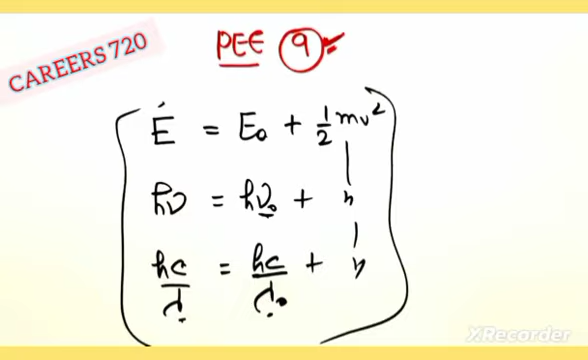 CAREERS 720
PEE 9
E = E₀ + ½ mv²
hν = hν₀ + "
hc/λ = hc/λ₀ + "
XRecorder